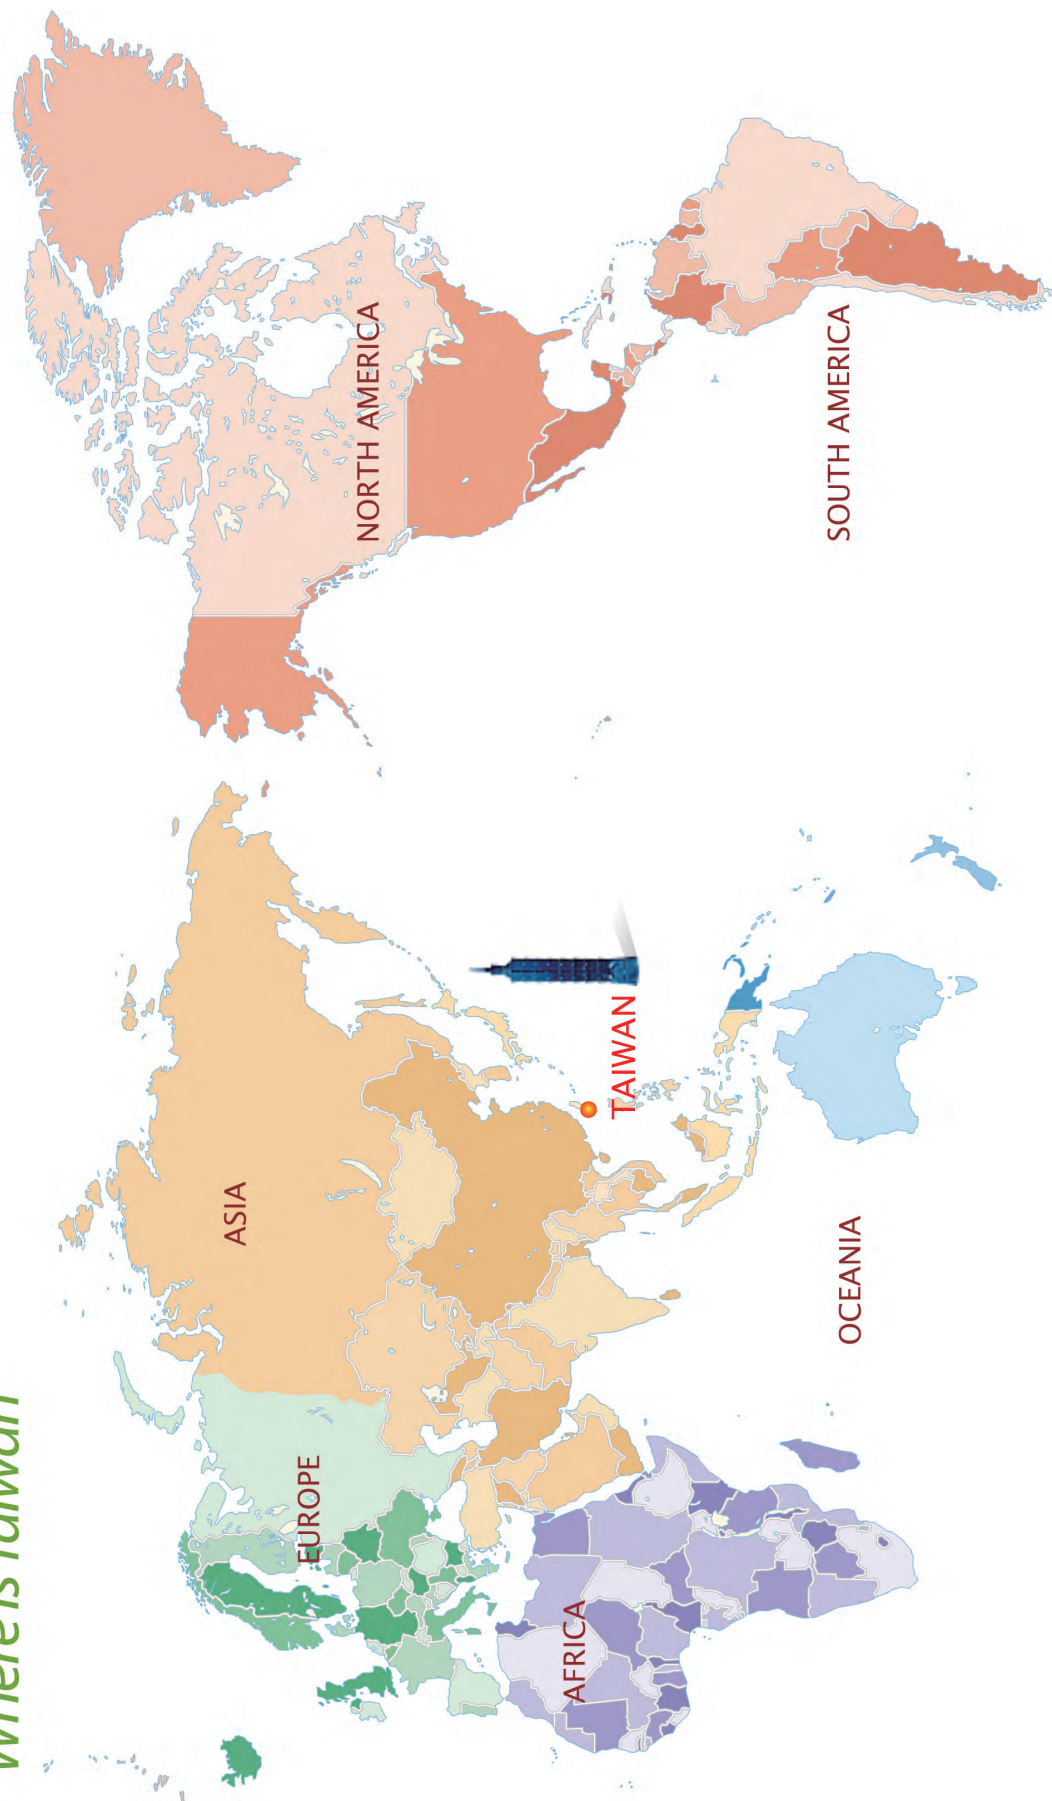 Where is Taiwan
NORTH AMERICA
ASIA
EUROPE
TAIWAN
AFRICA
SOUTH AMERICA
OCEANIA